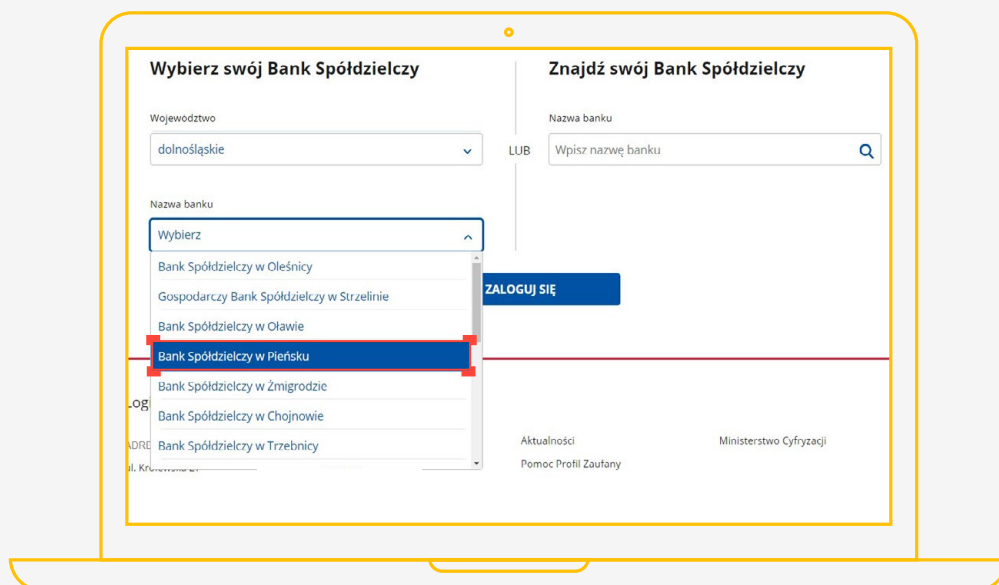 Wybierz swój Bank Spółdzielczy
Województwo
dolnośląskie
Nazwa banku
Wybierz
Bank Spółdzielczy w Oleśnicy
Gospodarczy Bank Spółdzielczy w Strzelinie
Bank Spółdzielczy w Oławie
Bank Spółdzielczy w Pieńsku
Bank Spółdzielczy w Żmigrodzie
Bank Spółdzielczy w Chojnowie
Bank Spółdzielczy w Trzebnicy
LUB
Znajdź swój Bank Spółdzielczy
Nazwa banku
Wpisz nazwę banku
ZALOGUJ SIĘ
Aktualności
Pomoc Profil Zaufany
Ministerstwo Cyfryzacji